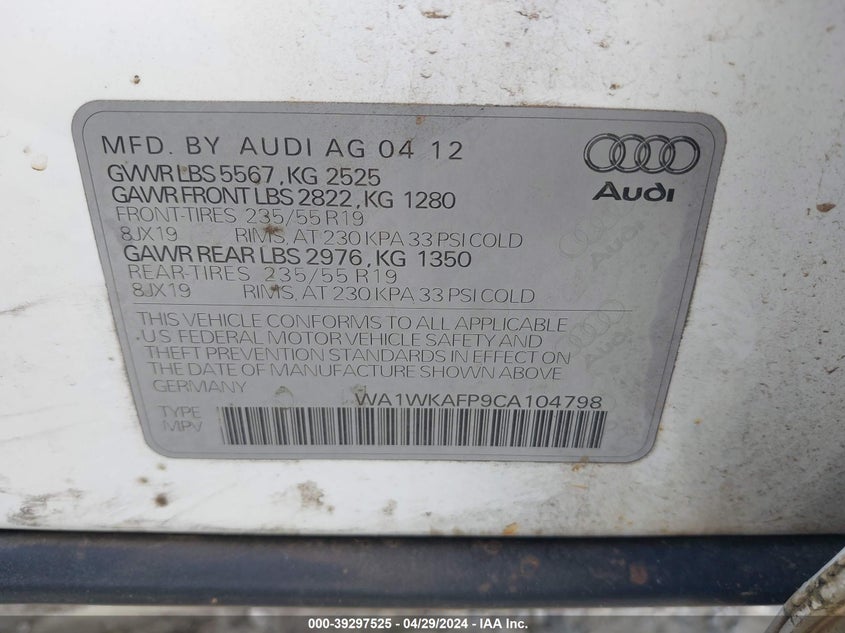 MFD. BY AUDI AG 04 12
GVWR LBS 5567, KG 2525
GAWR FRONT LBS 2822, KG 1280
FRONT-TIRES 235/55 R19
8JX19 RIMS, AT 230 KPA 33 PSI COLD
GAWR REAR LBS 2976, KG 1350
REAR-TIRES 235/55 R19
8JX19 RIMS, AT 230 KPA 33 PSI COLD
Audi
Audi
Audi
THIS VEHICLE CONFORMS TO ALL APPLICABLE
U.S FEDERAL MOTOR VEHICLE SAFETY AND
THEFT PREVENTION STANDARDS IN EFFECT ON
THE DATE OF MANUFACTURE SHOWN ABOVE
GERMANY
WA1WKAFP9CA104798
TYPE
MPV
000-39297525 - 04/29/2024 - IAA Inc.